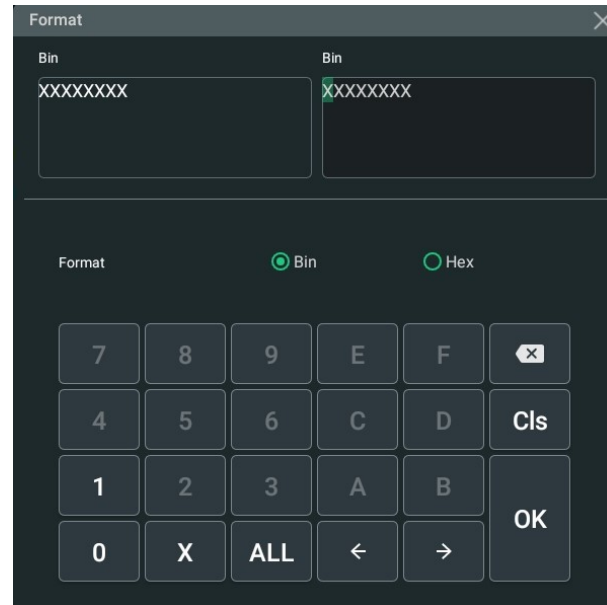 Format
Bin Bin
XXXXXXXX XXXXXXXX
Format Bin Hex
7 8 9 E F
4 5 6 C D Cls
1 2 3 A B
OK
0 X ALL ← →